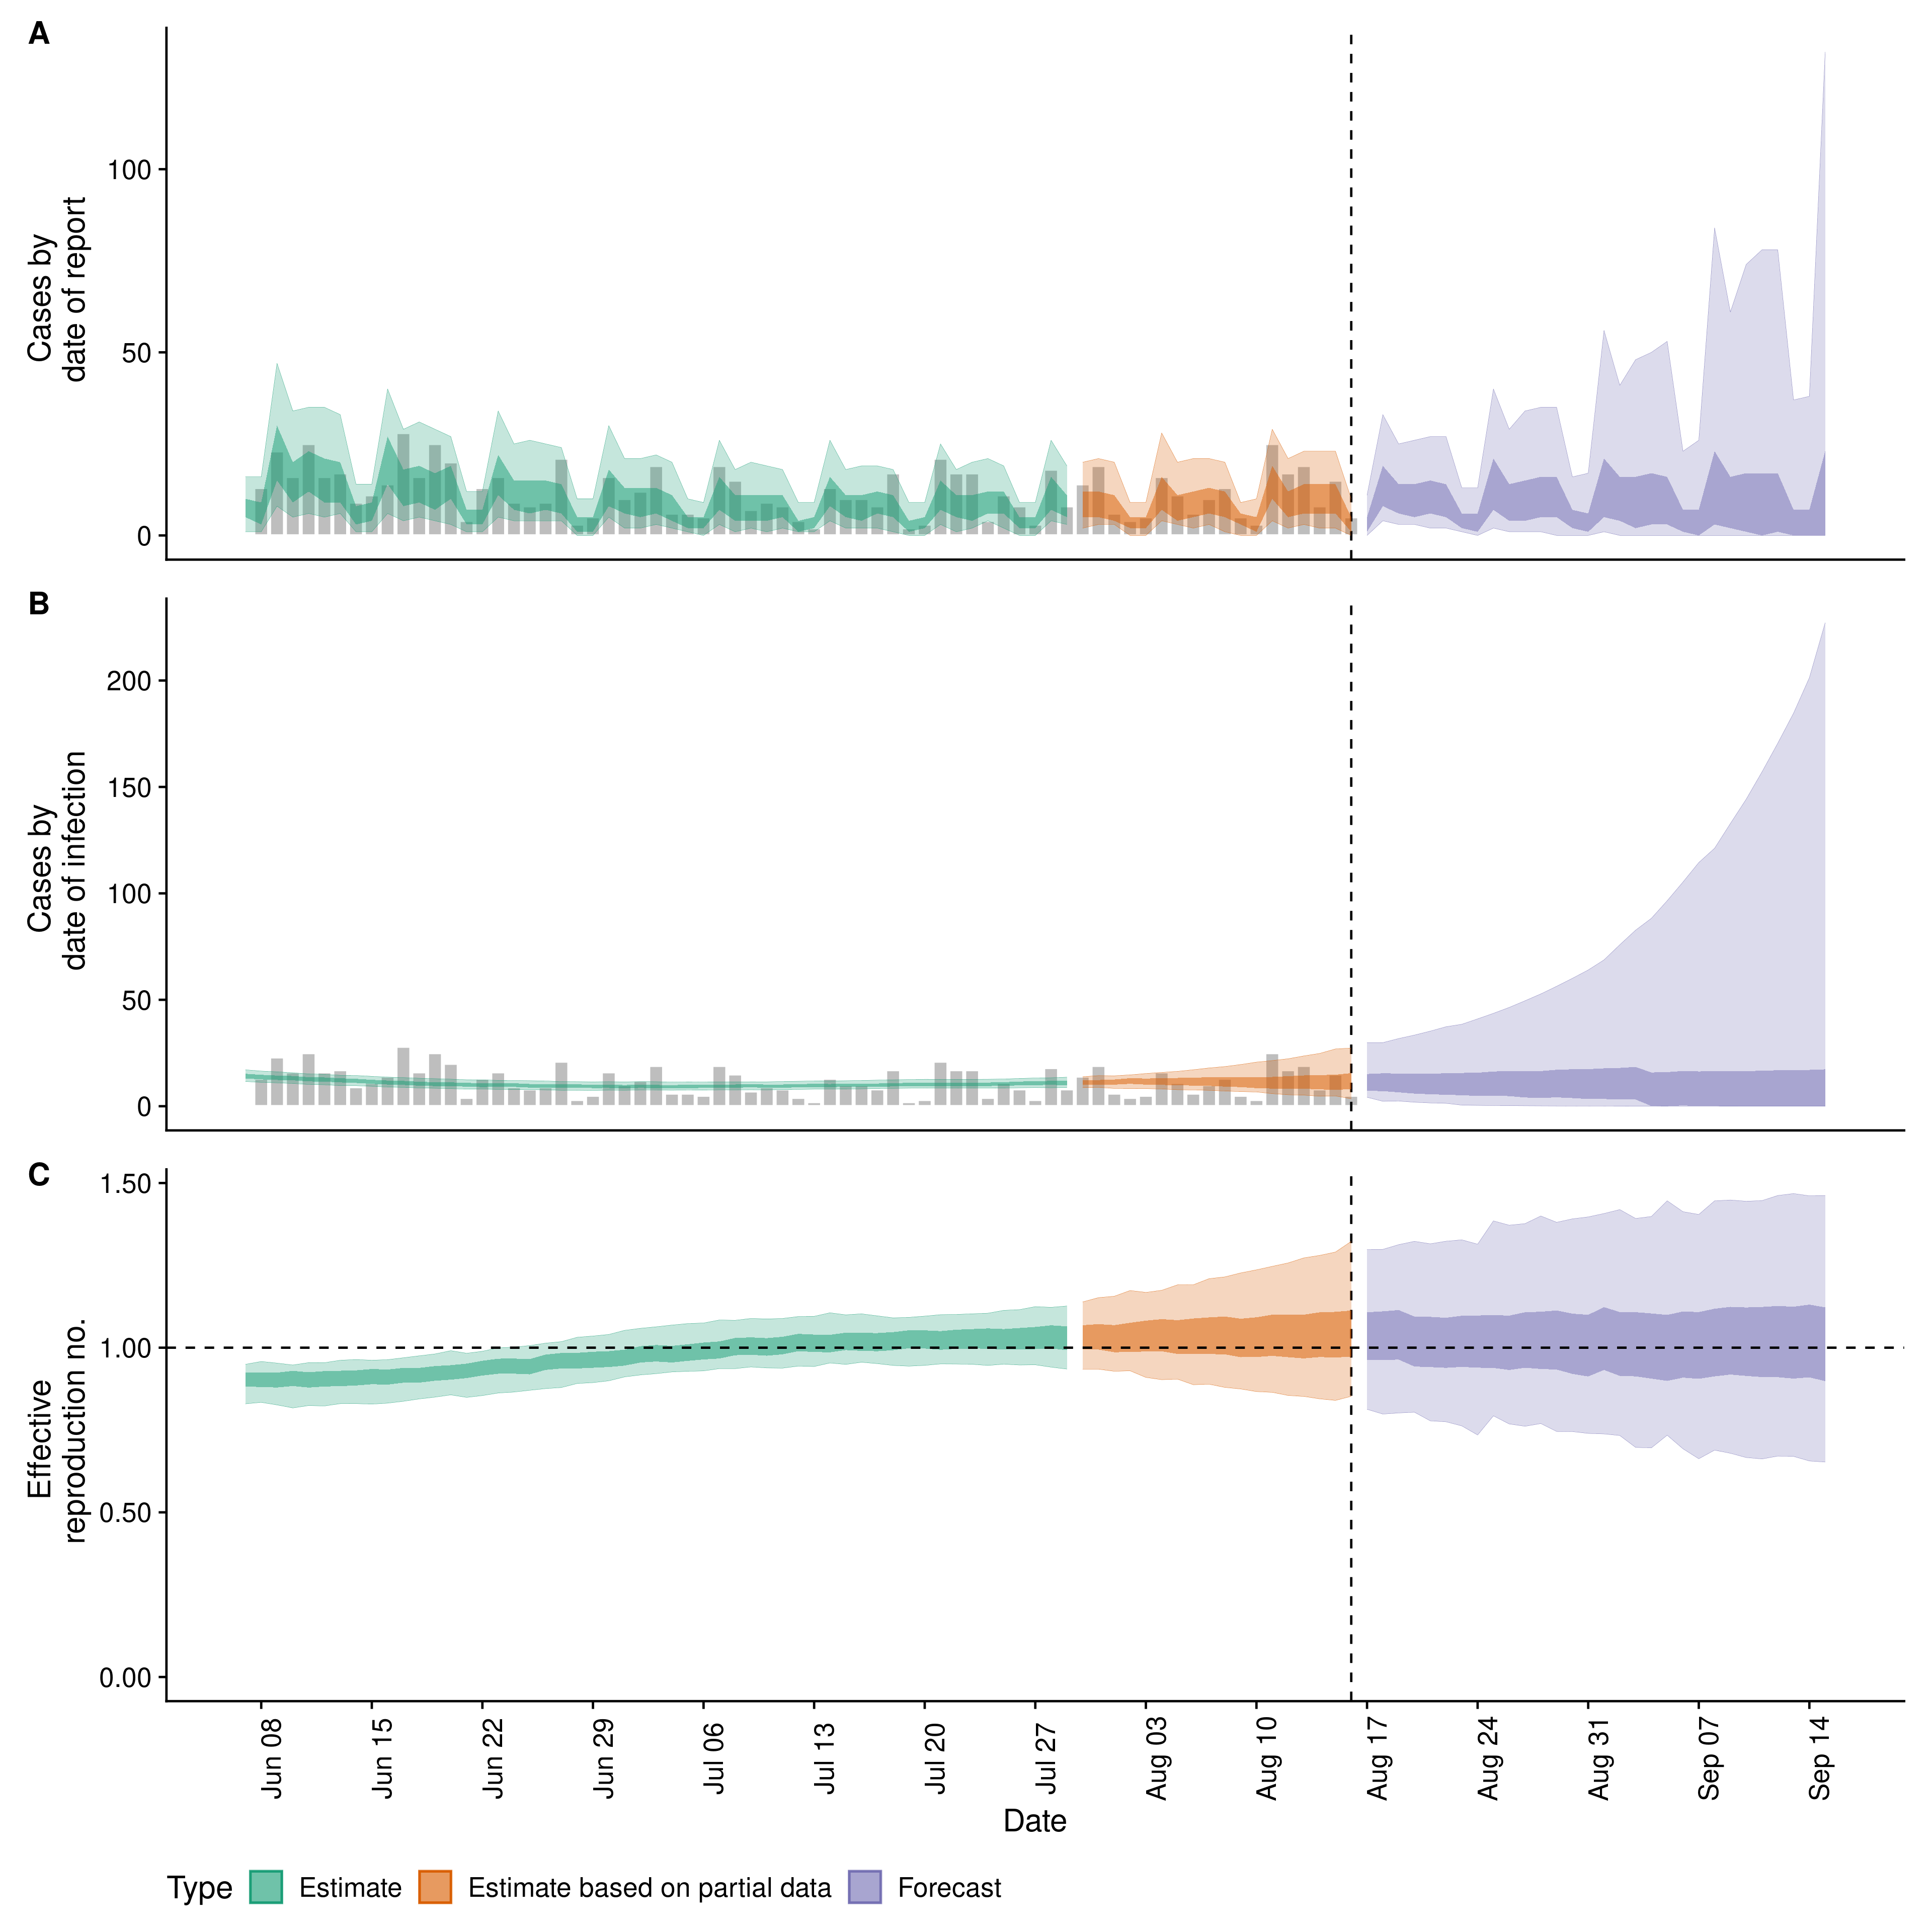 A
Cases by
date of report
100
50
0
B
Cases by
date of infection
200
150
100
50
0
C
Effective
reproduction no.
1.50
1.00
0.50
0.00
Jun 08
Jun 15
Jun 22
Jun 29
Jul 06
Jul 13
Jul 20
Jul 27
Aug 03
Aug 10
Aug 17
Aug 24
Aug 31
Sep 07
Sep 14
Date
Type Estimate Estimate based on partial data Forecast